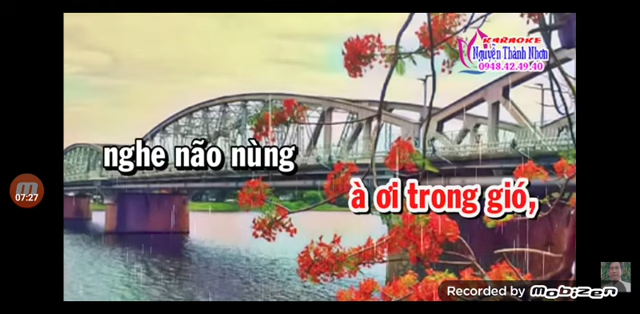 KARAOKE
Nguyễn Thành Nhơn
0948.42.49.40
nghe não nùng
à ơi trong gió,
07:27
Recorded by mobizen